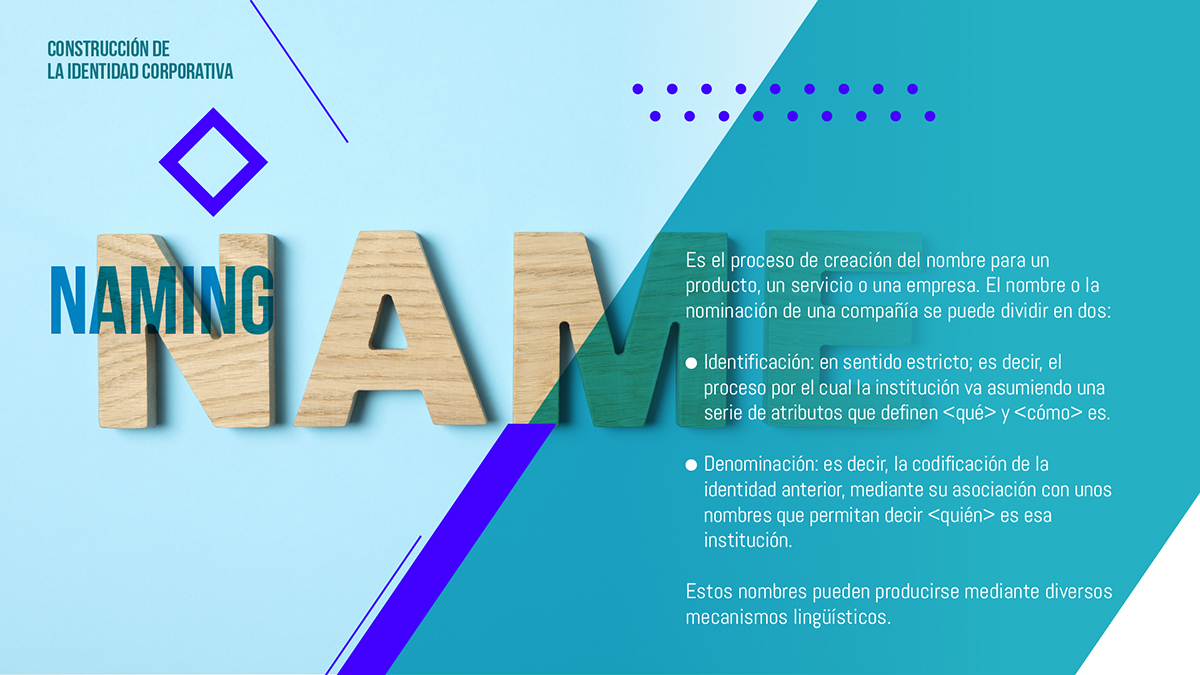 CONSTRUCCIÓN DE
LA IDENTIDAD CORPORATIVA
NAME
NAMING
Es el proceso de creación del nombre para un
producto, un servicio o una empresa. El nombre o la
nominación de una compañía se puede dividir en dos:
● Identificación: en sentido estricto; es decir, el
proceso por el cual la institución va asumiendo una
serie de atributos que definen <qué> y <cómo> es.
● Denominación: es decir, la codificación de la
identidad anterior, mediante su asociación con unos
nombres que permitan decir <quién> es esa
institución.
Estos nombres pueden producirse mediante diversos
mecanismos lingüísticos.